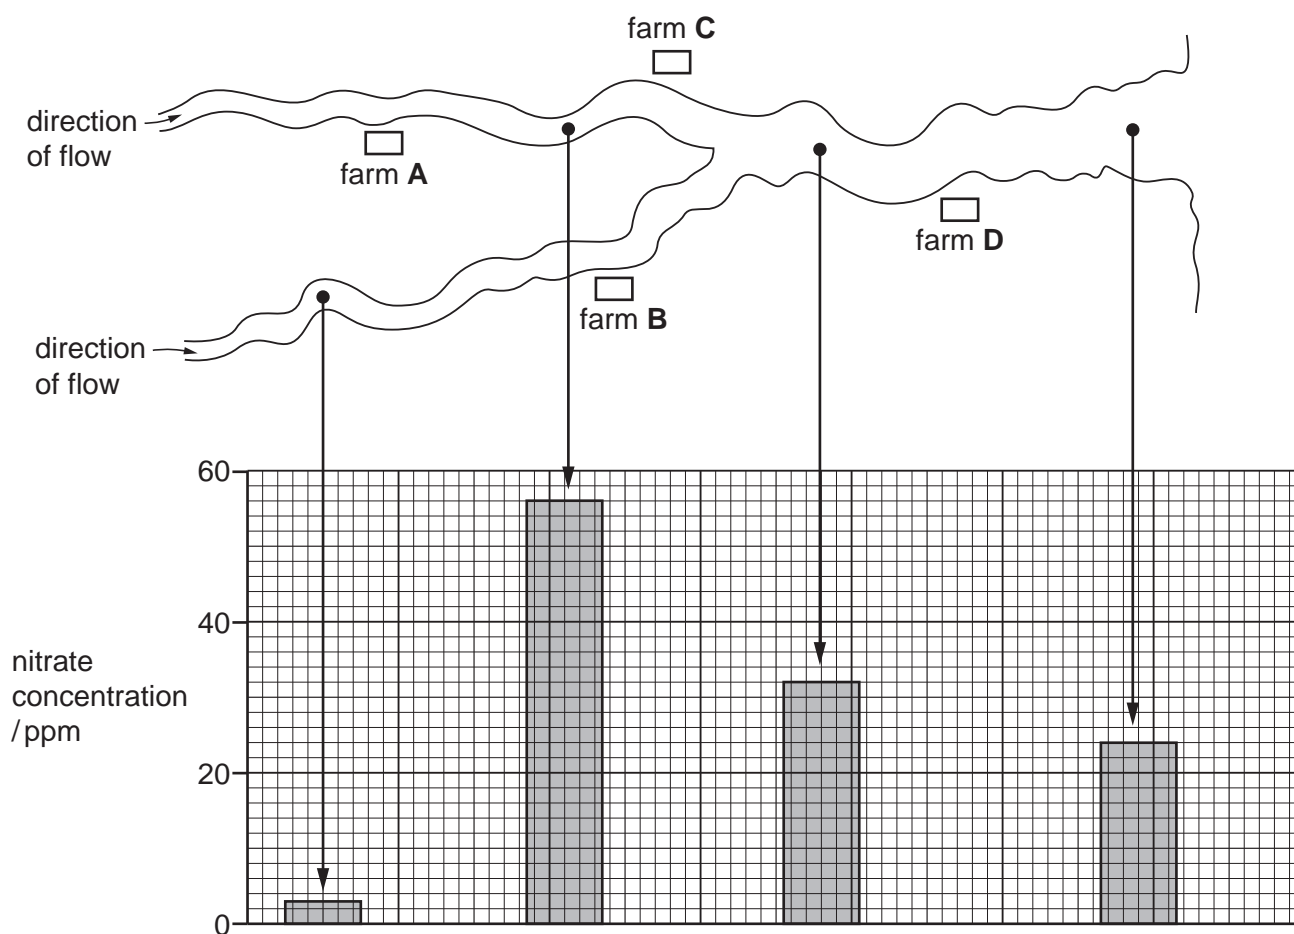 farm C
direction
of flow
farm A
farm D
farm B
direction
of flow
60
40
nitrate
concentration
/ ppm
20
0